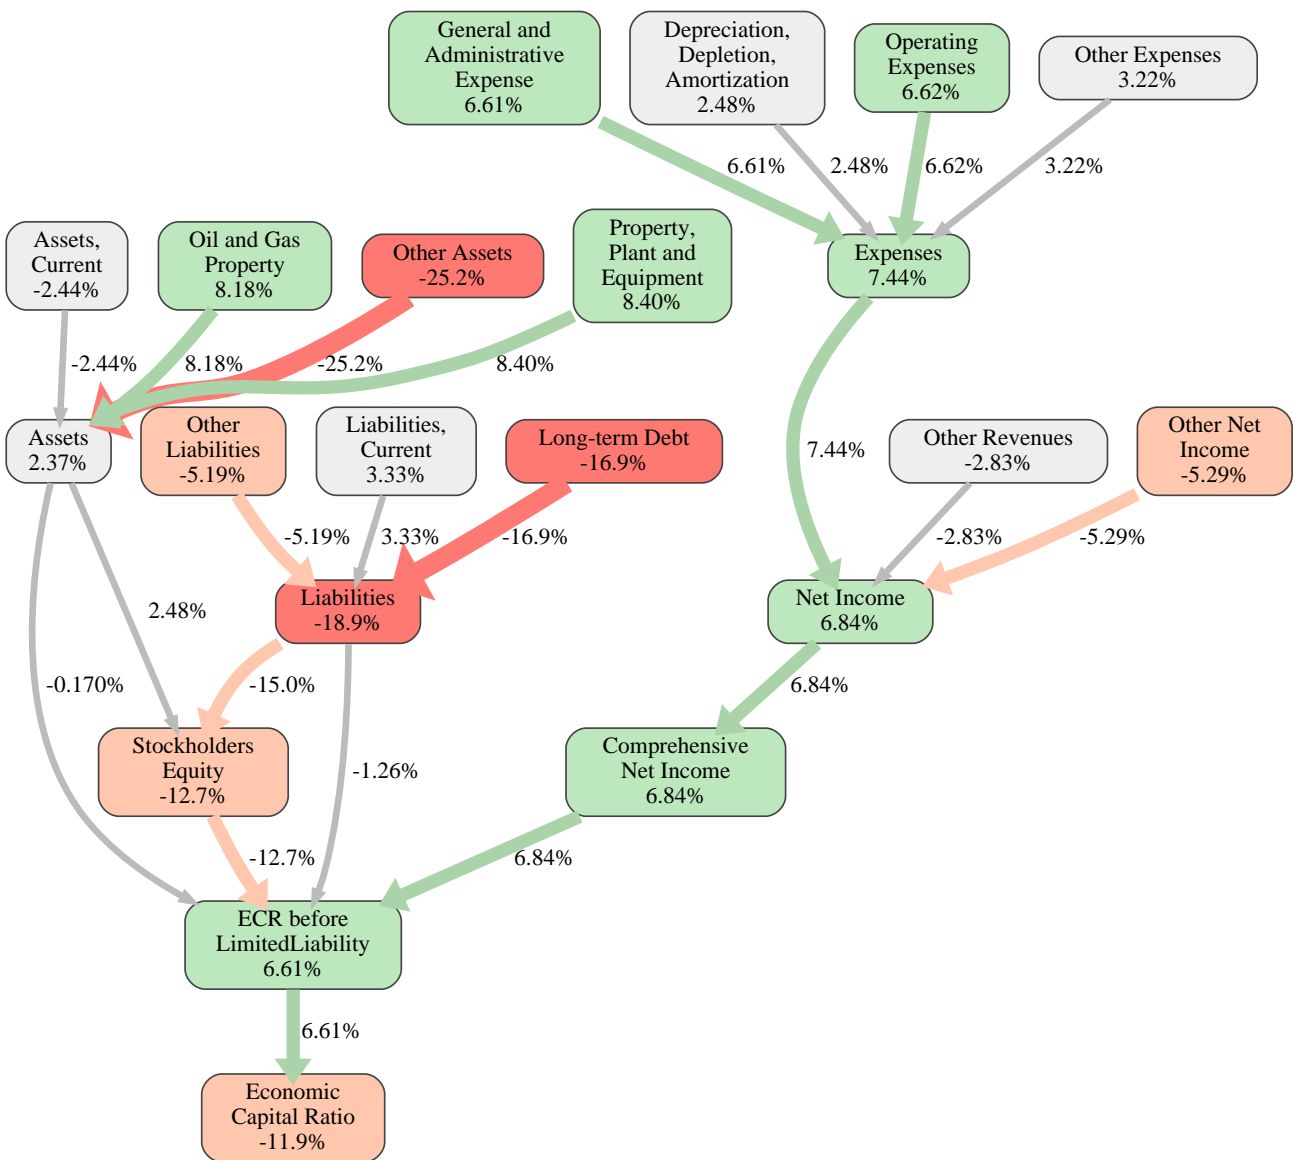 General and
Administrative
Expense
6.61%
Depreciation,
Depletion,
Amortization
2.48%
Operating
Expenses
6.62%
Other Expenses
3.22%
6.61%
2.48%
6.62%
3.22%
Assets,
Current
-2.44%
Oil and Gas
Property
8.18%
Other Assets
-25.2%
Property,
Plant and
Equipment
8.40%
Expenses
7.44%
-2.44%
8.18%
-25.2%
8.40%
Assets
2.37%
Other
Liabilities
-5.19%
Liabilities,
Current
3.33%
Long-term Debt
-16.9%
7.44%
Other Revenues
-2.83%
Other Net
Income
-5.29%
-5.19%
3.33%
-16.9%
-2.83%
-5.29%
Liabilities
-18.9%
Net Income
6.84%
2.48%
-0.170%
-15.0%
6.84%
Stockholders
Equity
-12.7%
-1.26%
Comprehensive
Net Income
6.84%
-12.7%
6.84%
ECR before
LimitedLiability
6.61%
6.61%
Economic
Capital Ratio
-11.9%